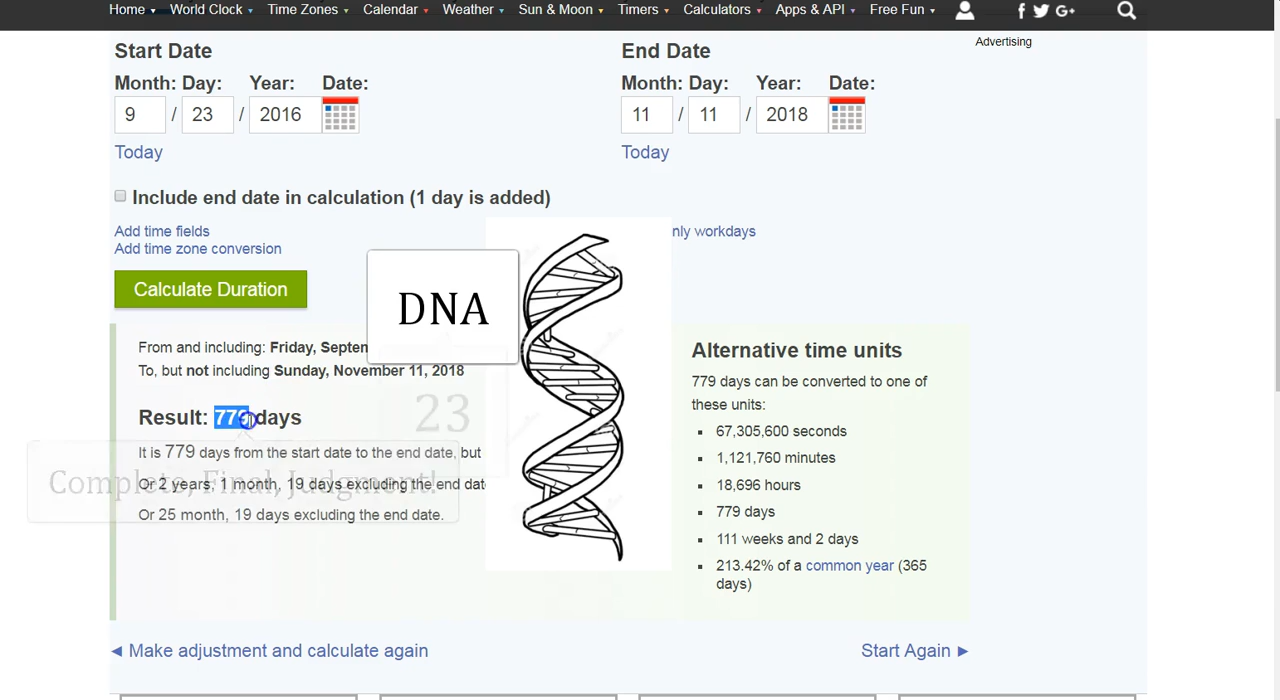 Home World Clock Time Zones Calendar Weather Sun & Moon Timers Calculators Apps & API Free Fun
Advertising
Start Date
Month: Day: Year: Date:
9 / 23 / 2016
Today
End Date
Month: Day: Year: Date:
11 / 11 / 2018
Today
Include end date in calculation (1 day is added)
Add time fields
Add time zone conversion
nly workdays
Calculate Duration
DNA
From and including: Friday, Septen
To, but not including Sunday, November 11, 2018
Result: 779 days
23
It is 779 days from the start date to the end date, but
Complete, Final, Judgment!
Or 2 years, 1 month, 19 days excluding the end dat
Or 25 month, 19 days excluding the end date.
Alternative time units
779 days can be converted to one of
these units:
67,305,600 seconds
1,121,760 minutes
18,696 hours
779 days
111 weeks and 2 days
213.42% of a common year (365
days)
◄ Make adjustment and calculate again
Start Again ►